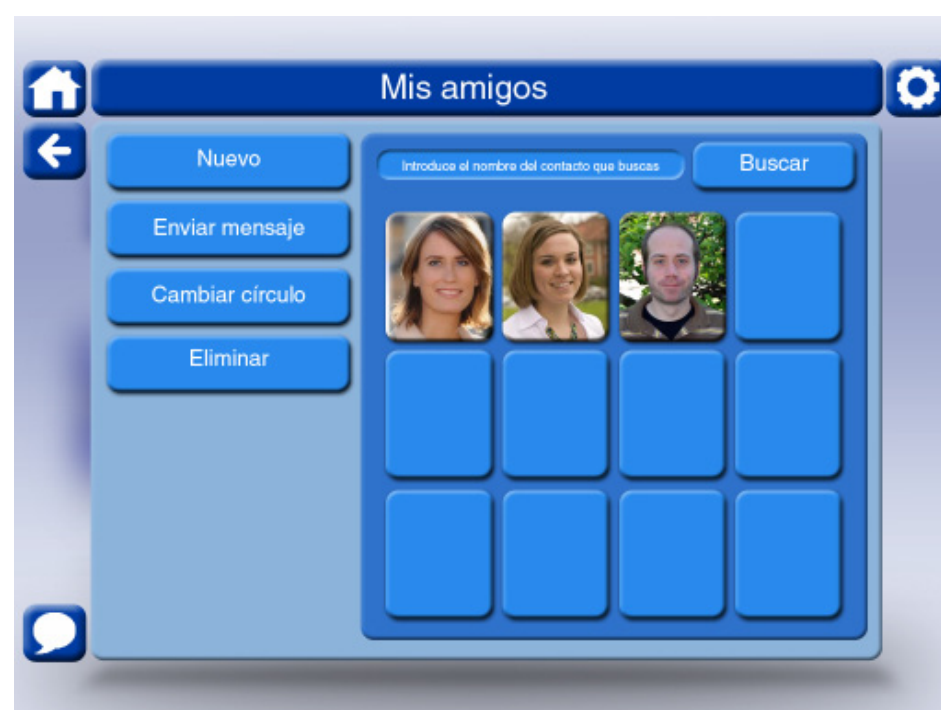 Mis amigos
Nuevo
Enviar mensaje
Cambiar círculo
Eliminar
Introduce el nombre del contacto que buscas
Buscar